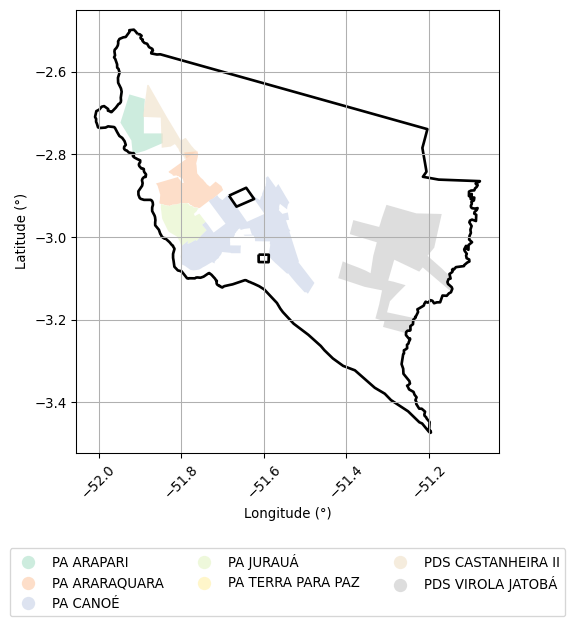 −2.6
−2.8
−3.0
−3.2
−3.4
Latitude (°)
−52.0
−51.8
−51.6
−51.4
−51.2
Longitude (°)
PA ARAPARI
PA ARARAQUARA
PA CANOÉ
PA JURAUÁ
PA TERRA PARA PAZ
PDS CASTANHEIRA II
PDS VIROLA JATOBÁ